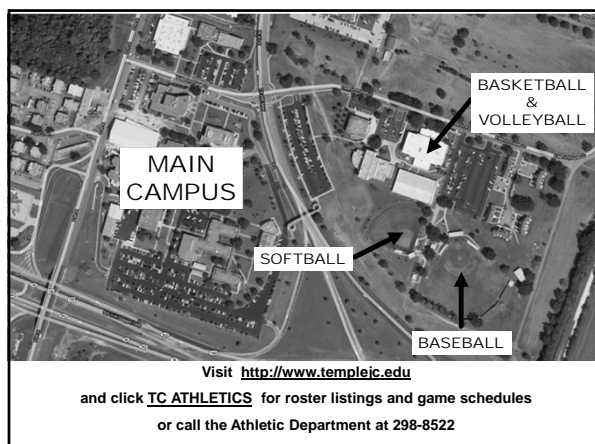 BASKETBALL
&
VOLLEYBALL
MAIN
CAMPUS
SOFTBALL
BASEBALL
Visit http://www.templejc.edu
and click TC ATHLETICS for roster listings and game schedules
or call the Athletic Department at 298-8522